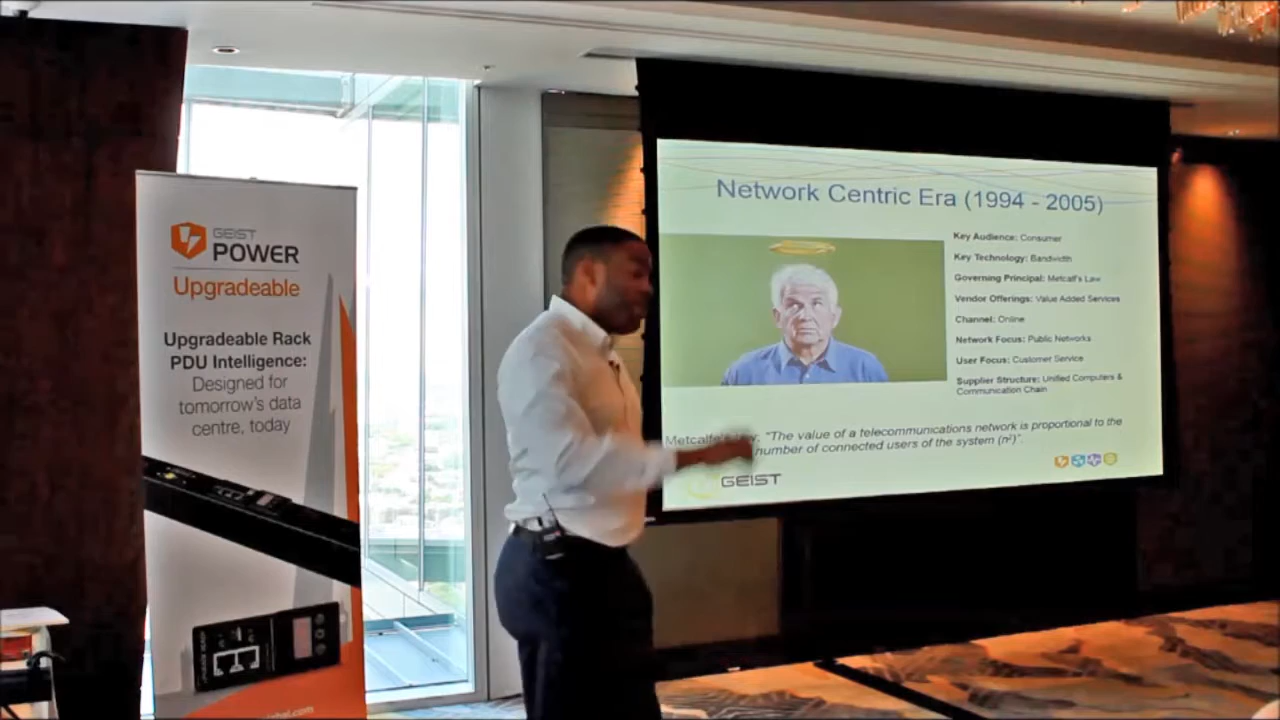 GEIST
POWER
Upgradeable
Upgradeable Rack
PDU Intelligence:
Designed for
tomorrow's data
centre, today
Network Centric Era (1994 - 2005)
Key Audience: Consumer
Key Technology: Bandwidth
Governing Principal: Metcalf's Law
Vendor Offerings: Value Added Services
Channel: Online
Network Focus: Public Networks
User Focus: Customer Service
Supplier Structure: Unified Computers &
Communication Chain
"The value of a telecommunications network is proportional to the
number of connected users of the system (n²)".
GEIST